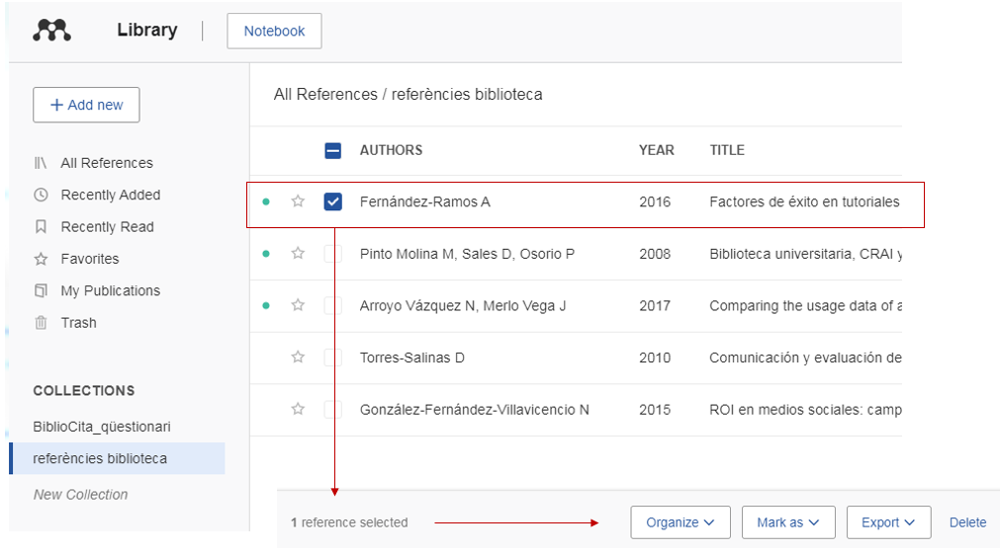 Library
Notebook
+ Add new
All References
Recently Added
Recently Read
Favorites
My Publications
Trash
COLLECTIONS
BiblioCita_qüestionari
referències biblioteca
New Collection
All References / referències biblioteca
AUTHORS YEAR TITLE
Fernández-Ramos A 2016 Factores de éxito en tutoriales
Pinto Molina M, Sales D, Osorio P 2008 Biblioteca universitaria, CRAI y
Arroyo Vázquez N, Merlo Vega J 2017 Comparing the usage data of a
Torres-Salinas D 2010 Comunicación y evaluación de
González-Fernández-Villavicencio N 2015 ROI en medios sociales: camp
1 reference selected Organize Mark as Export Delete